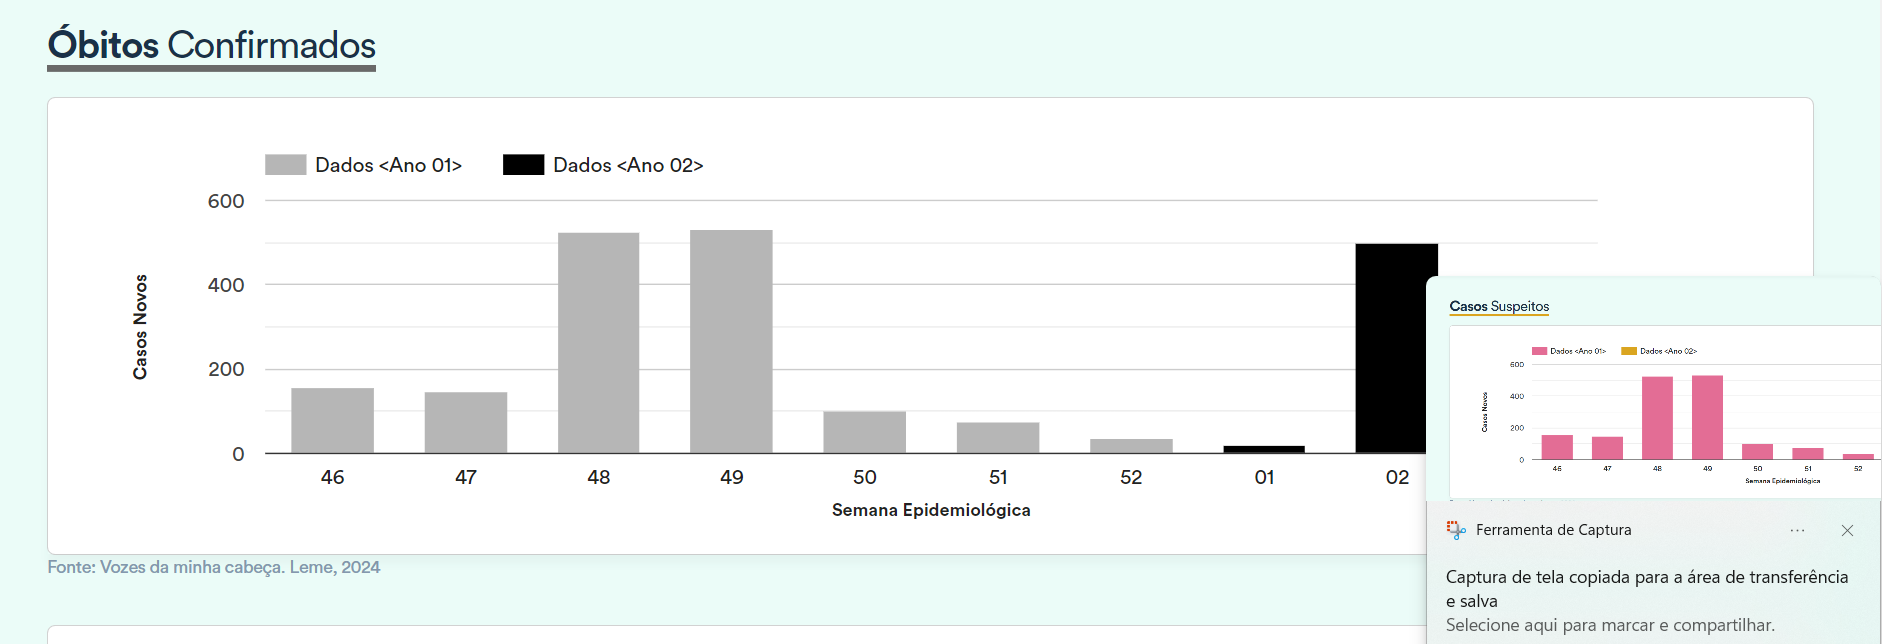 Óbitos Confirmados
Dados <Ano 01>
Dados <Ano 02>
600
400
200
0
Casos Novos
46
47
48
49
50
51
52
01
02
Semana Epidemiológica
Fonte: Vozes da minha cabeça. Leme, 2024
Casos Suspeitos
Dados <Ano 01>
Dados <Ano 02>
600
400
200
0
Casos Novos
46
47
48
49
50
51
52
Semana Epidemiológica
Ferramenta de Captura
Captura de tela copiada para a área de transferência
e salva
Selecione aqui para marcar e compartilhar.